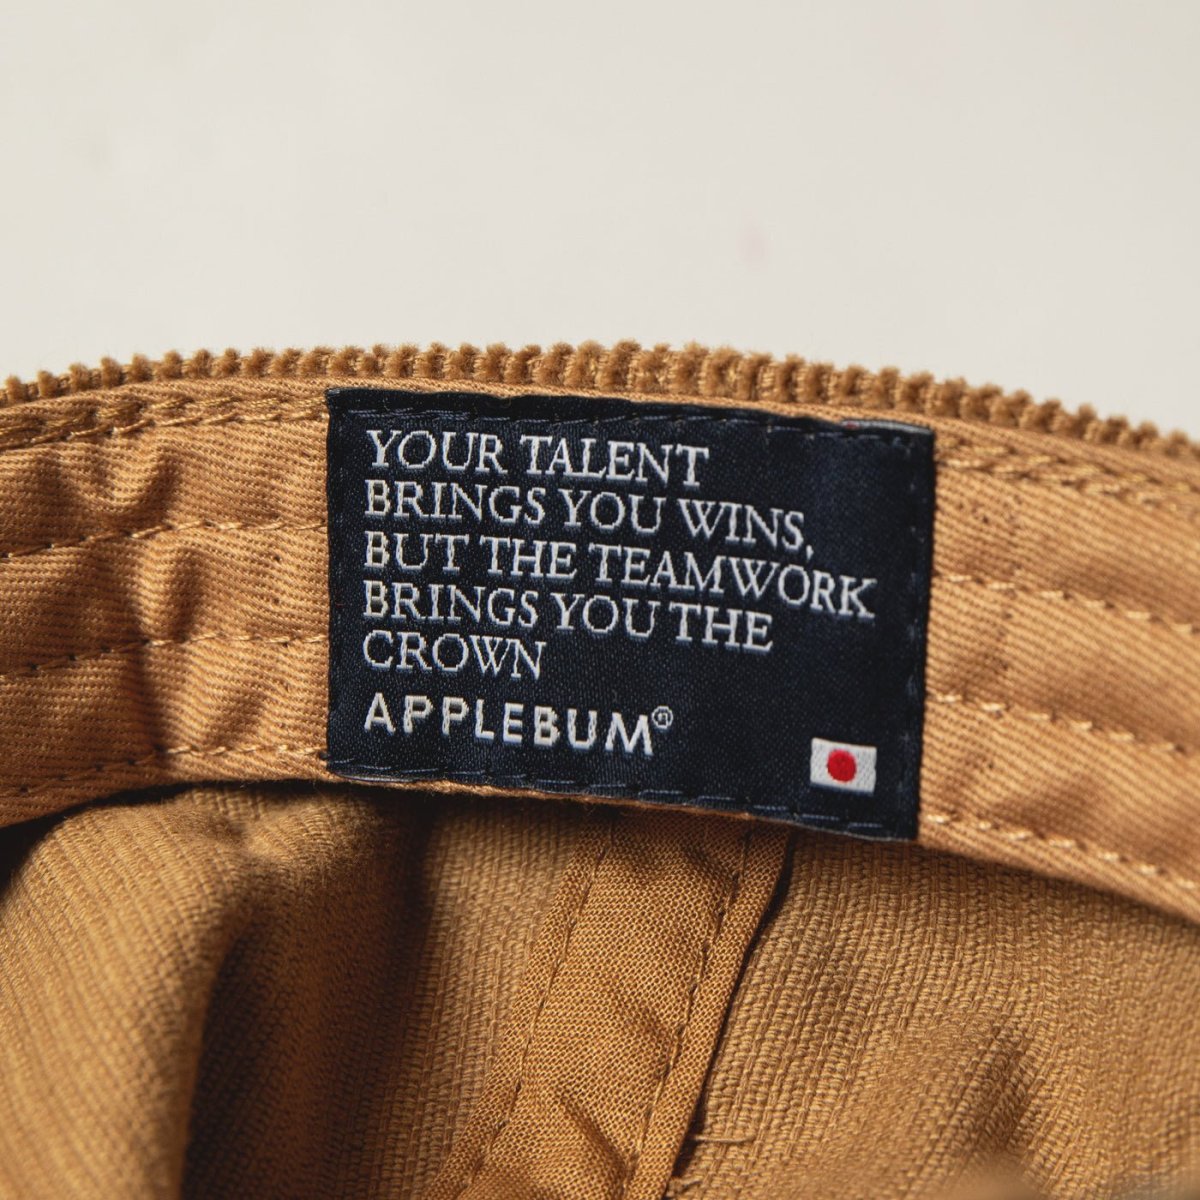 YOUR TALENT
BRINGS YOU WINS,
BUT THE TEAMWORK
BRINGS YOU THE
CROWN
APPLEBUM®